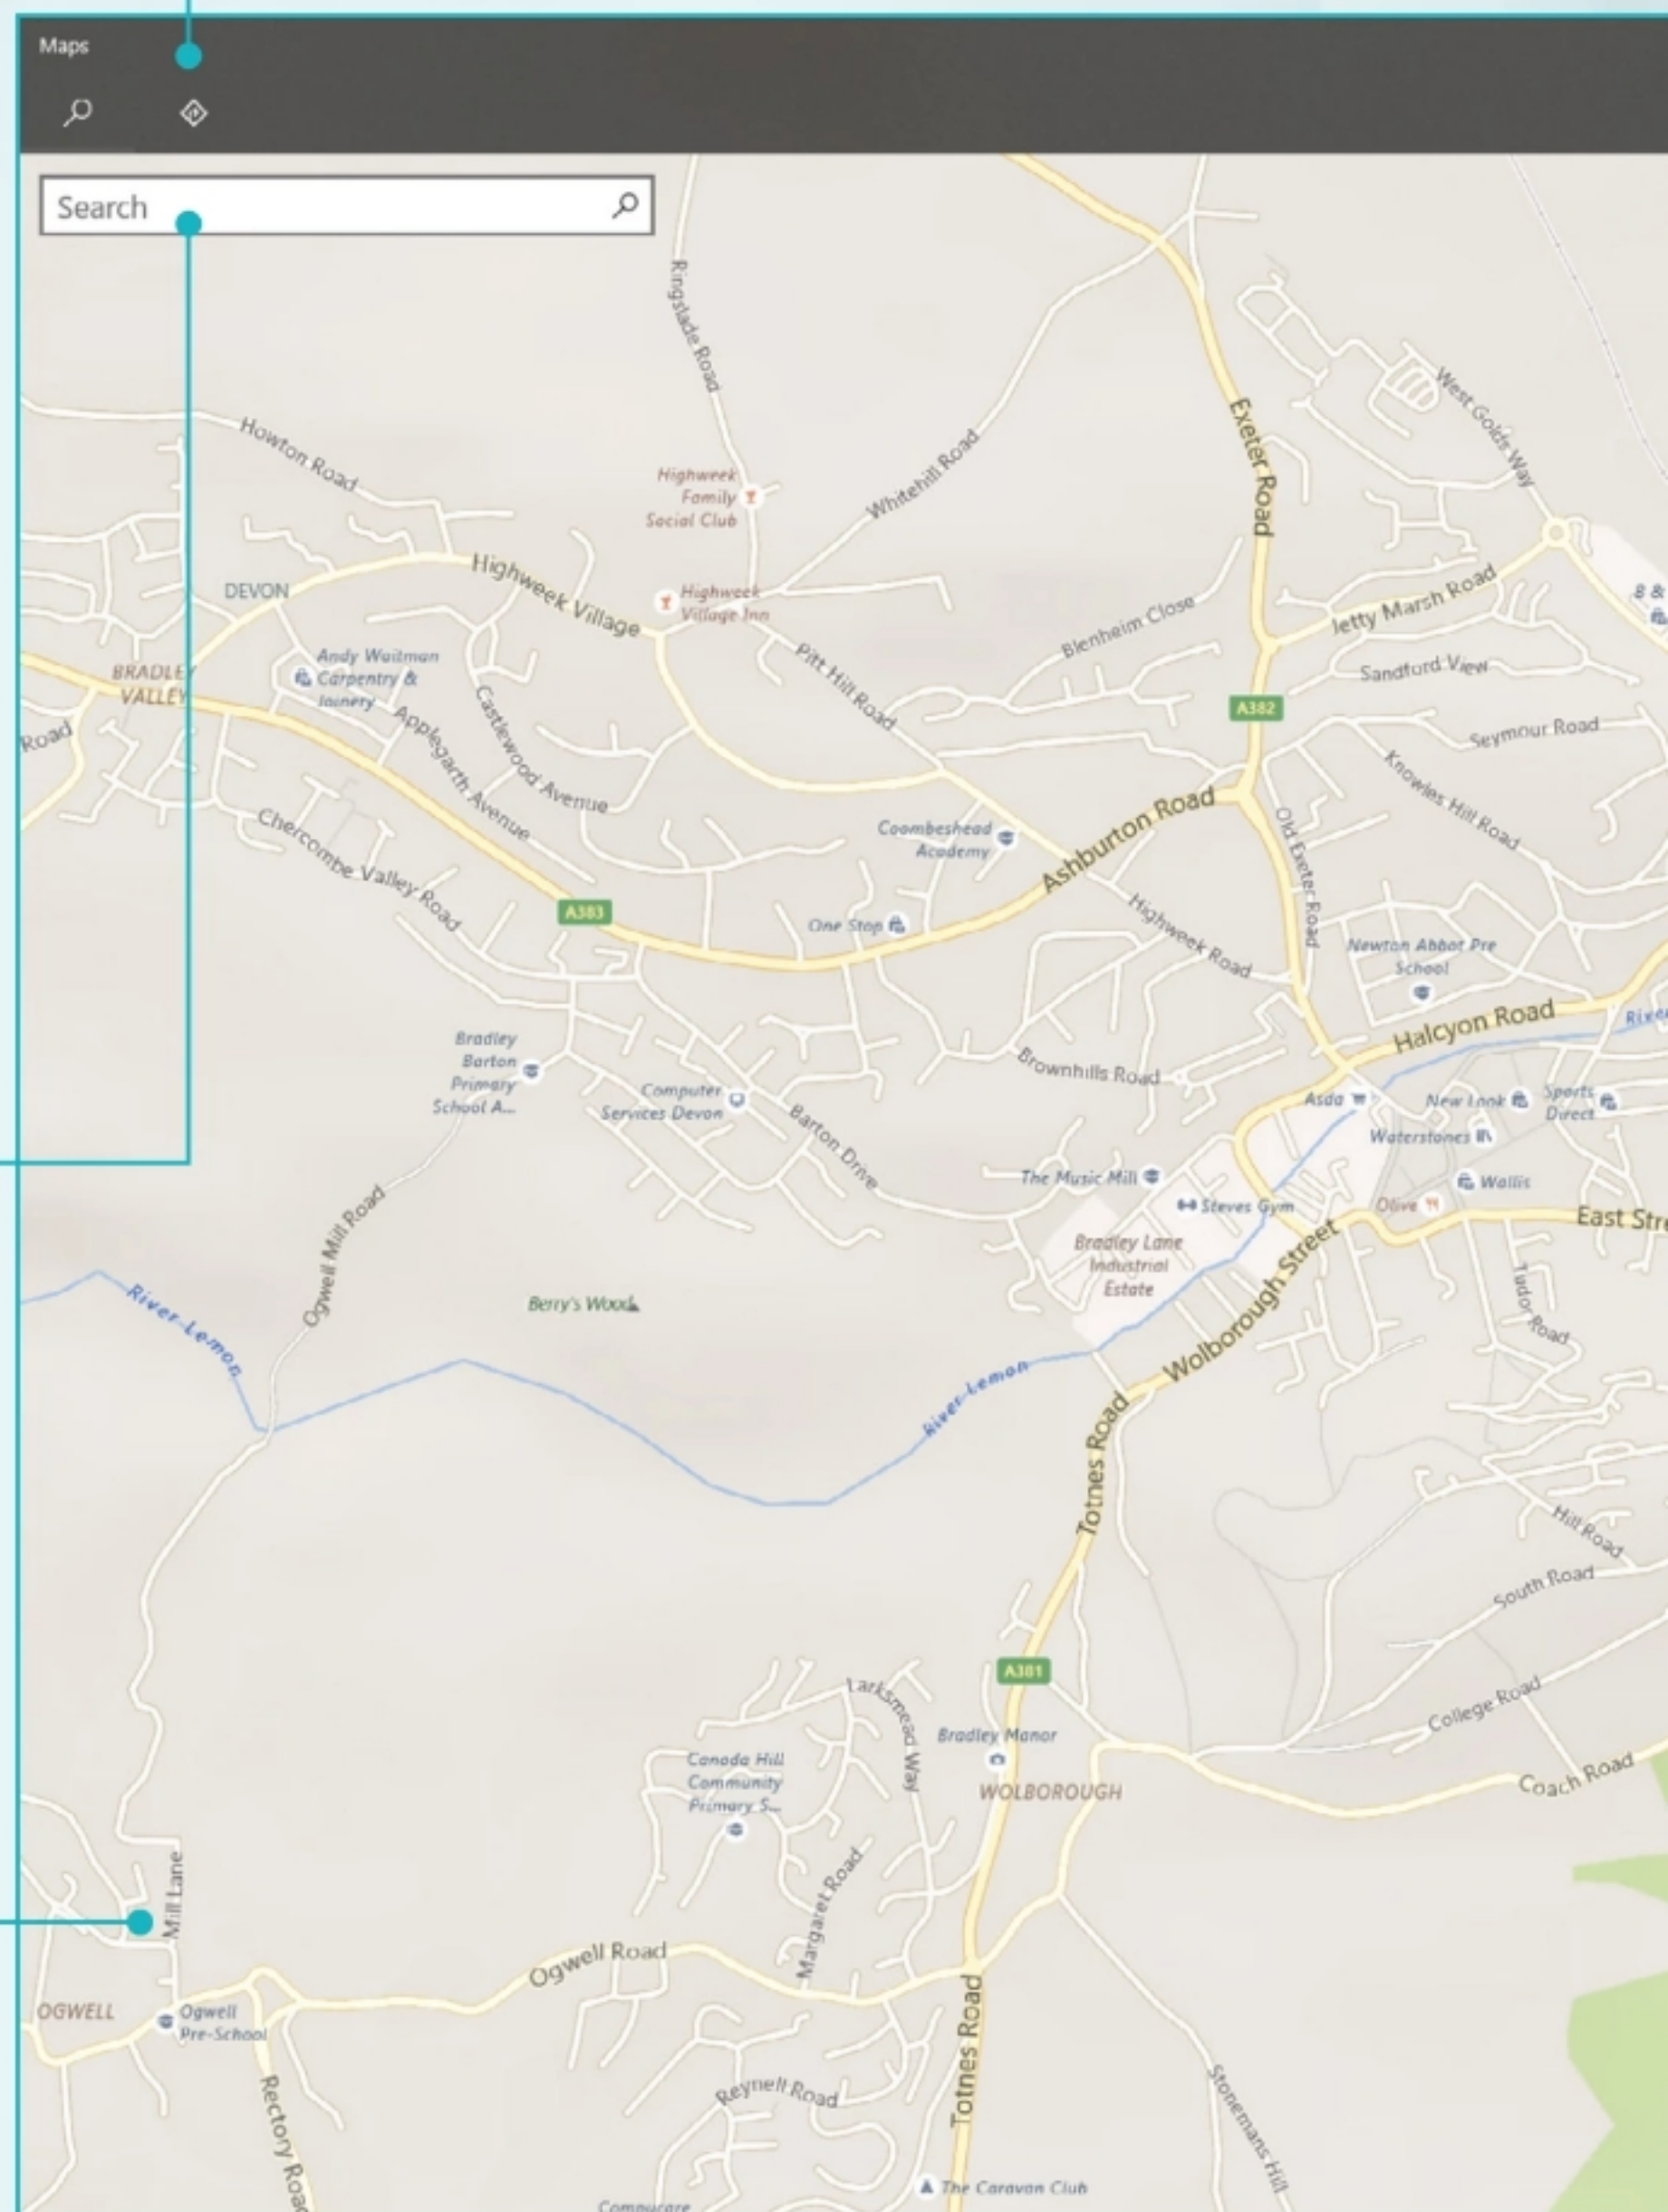 Maps
Search
Ringslade Road
Howton Road
West Golds Way
Exeter Road
Whitehill Road
Highweek
Family
Social Club
Highweek Village
DEVON
Highweek
Village Inn
Jetty Marsh Road
B &
Blenheim Close
BRADLEY
VALLEY
Andy Waitman
Carpentry &
Joinery
Pitt Hill Road
Sandford View
A382
Castlewood Avenue
Applegarth Avenue
Road
Seymour Road
Knowles Hill Road
Chercombe Valley Road
Coombeshead
Academy
Ashburton Road
Old Exeter Road
A383
One Stop
Highweek Road
Newton Abbot Pre
School
Halcyon Road
River
Bradley
Barton
Primary
School A...
Computer
Services Devon
Brownhills Road
Asda
New Look
Sports
Direct
Waterstones
Barton Drive
The Music Mill
Wallis
Steves Gym
Olive
East Stre
Ogwell Mill Road
Bradley Lane
Industrial
Estate
River Lemon
Berry's Wood
Wolborough Street
Tudor Road
River Lemon
Totnes Road
Hill Road
South Road
A381
Larksmead Way
College Road
Bradley Manor
Canada Hill
Community
Primary S...
WOLBOROUGH
Coach Road
Mill Lane
Margaret Road
Ogwell Road
OGWELL
Ogwell
Pre-School
Totnes Road
Reynell Road
Rectory Road
Stonemans Hill
The Caravan Club
Compucare